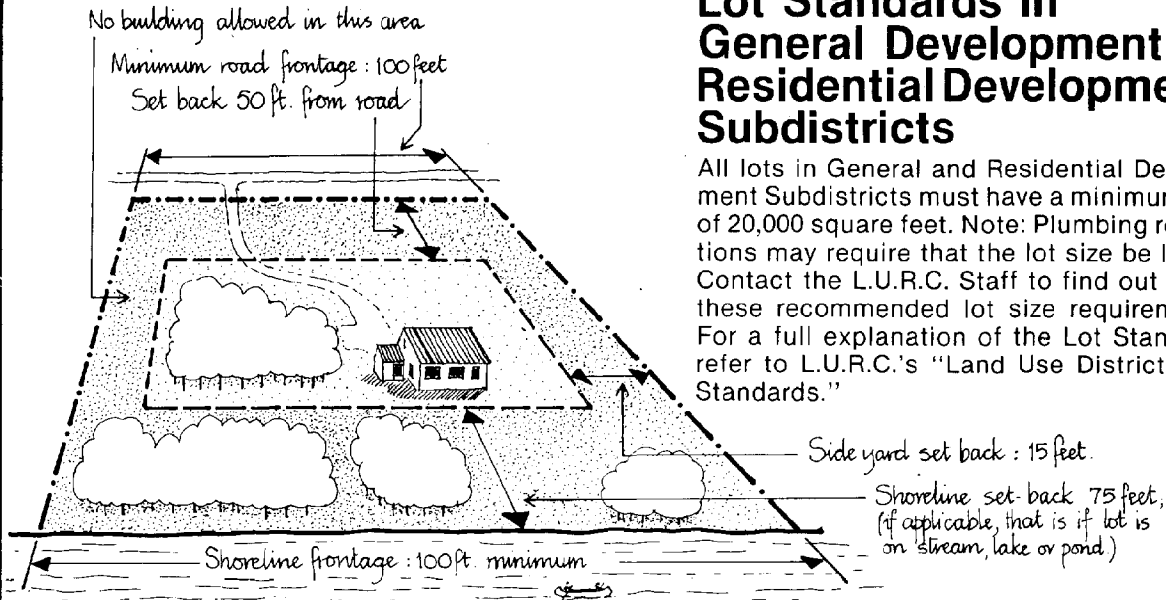 No building allowed in this area
Minimum road frontage : 100 feet
Set back 50 ft. from road
Lot Standards in
General Development
Residential Developme
Subdistricts
All lots in General and Residential De
ment Subdistricts must have a minimu
of 20,000 square feet. Note: Plumbing r
tions may require that the lot size be l
Contact the L.U.R.C. Staff to find out
these recommended lot size requiren
For a full explanation of the Lot Stan
refer to L.U.R.C.'s "Land Use District
Standards."
Side yard set back : 15 feet.
Shoreline set-back 75 feet,
(if applicable, that is if lot is
on stream, lake or pond.)
Shoreline frontage : 100 ft. minimum